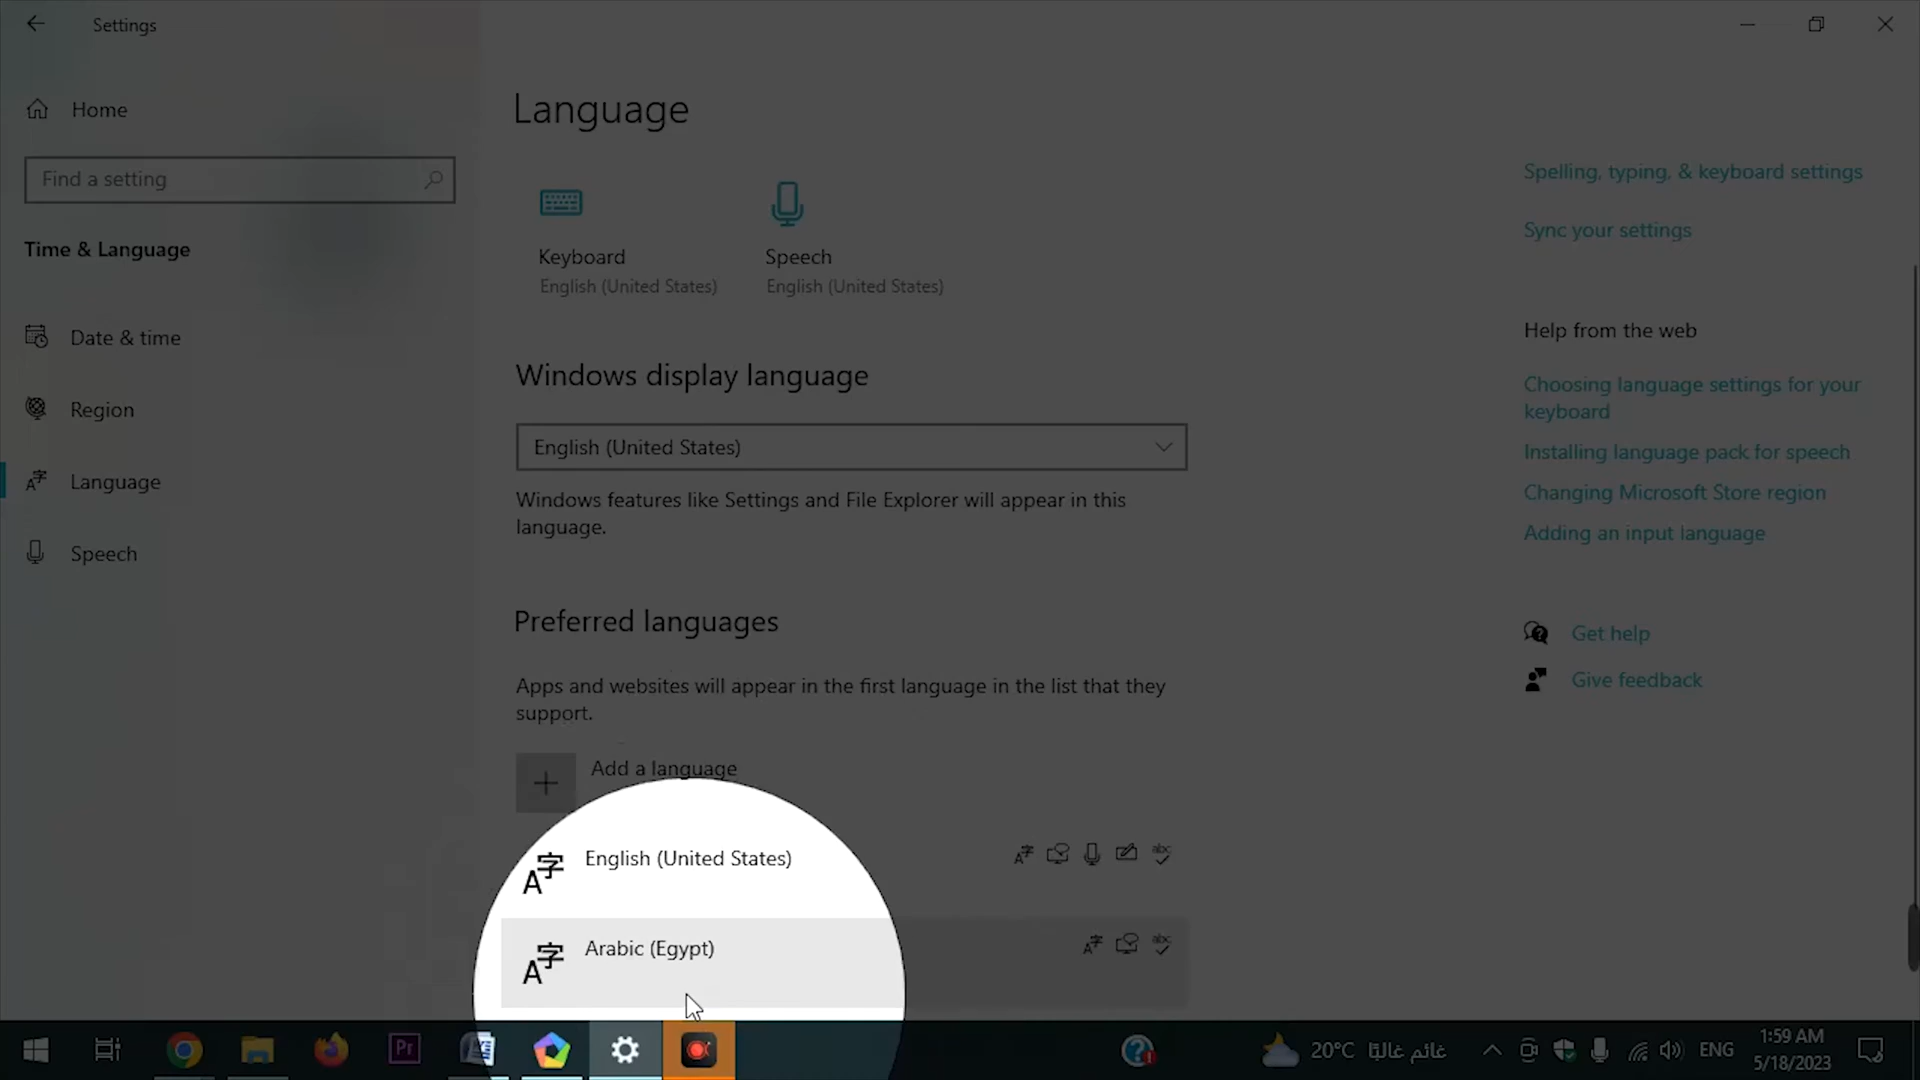 Settings
Home
Find a setting
Time & Language
Date & time
Region
Language
Speech
Language
Keyboard
English (United States)
Speech
English (United States)
Windows display language
English (United States)
Windows features like Settings and File Explorer will appear in this
language.
Preferred languages
Apps and websites will appear in the first language in the list that they
support.
Add a language
English (United States)
Arabic (Egypt)
Spelling, typing, & keyboard settings
Sync your settings
Help from the web
Choosing language settings for your
keyboard
Installing language pack for speech
Changing Microsoft Store region
Adding an input language
Get help
Give feedback
Pr
20°C غائم غالبًا
ENG
1:59 AM
5/18/2023